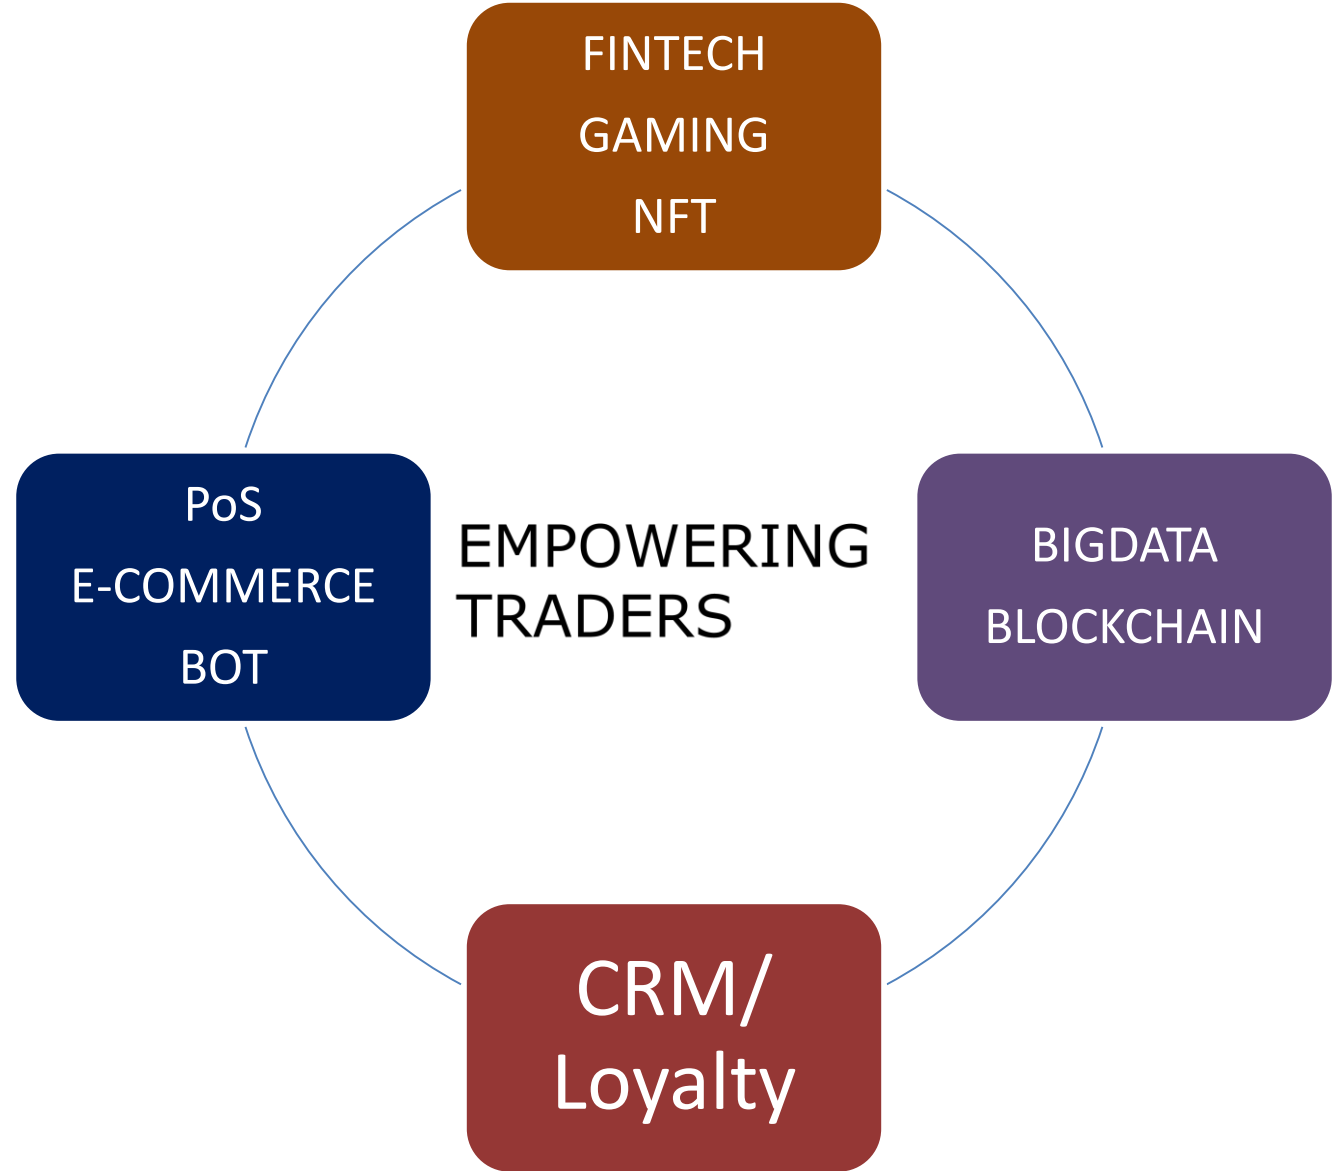 FINTECH
GAMING
NFT
PoS
E-COMMERCE
BOT
EMPOWERING
TRADERS
BIGDATA
BLOCKCHAIN
CRM/
Loyalty